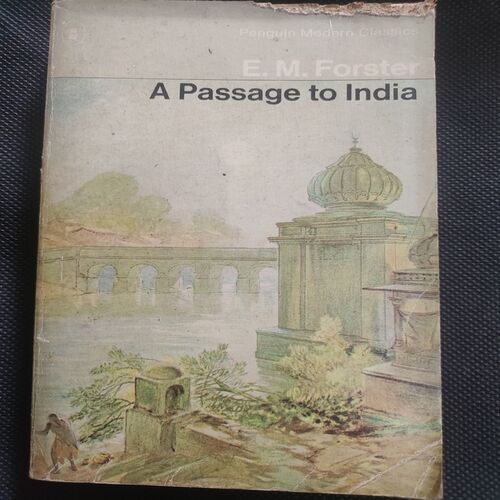 Penguin Modern Classics
E. M. Forster
A Passage to India